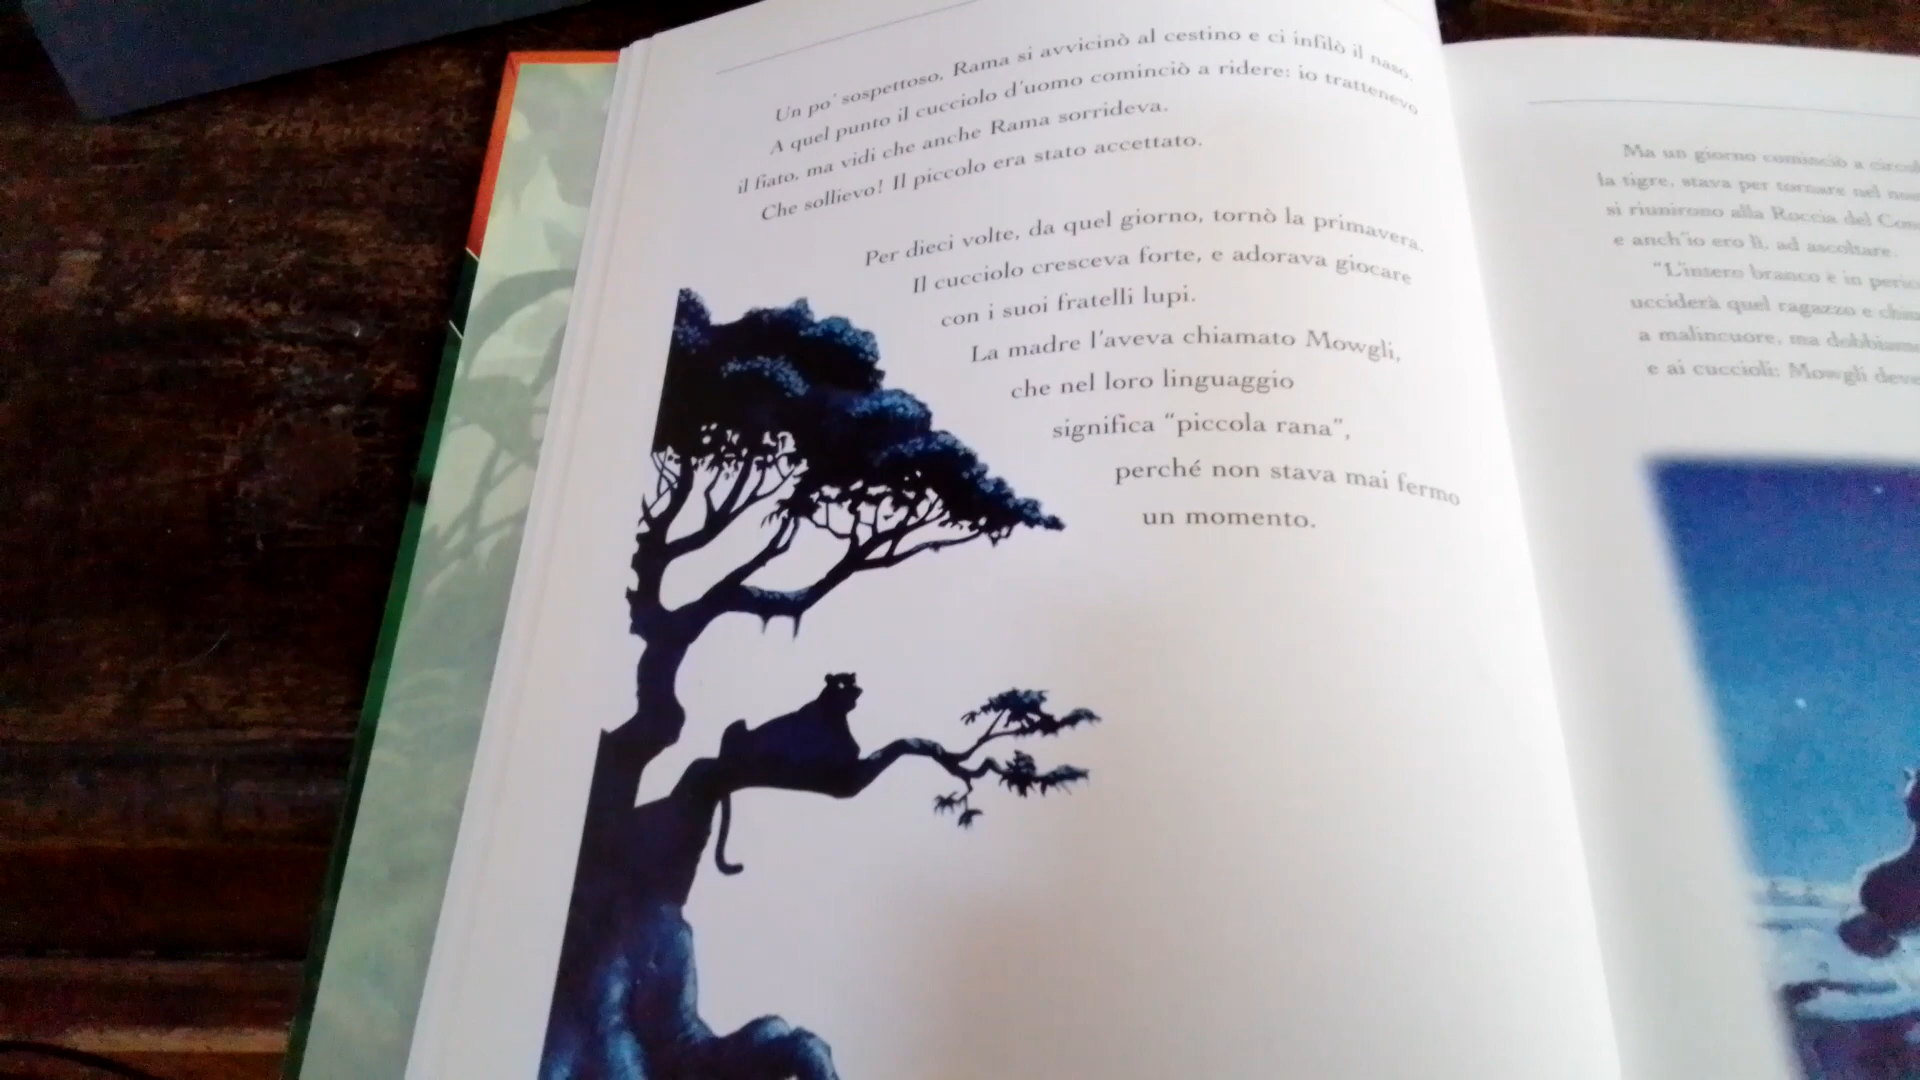 Un po' sospettoso, Rama si avvicinò al cestino e ci infilò il naso.
A quel punto il cucciolo d'uomo cominciò a ridere: io trattenevo
il fiato, ma vidi che anche Rama sorrideva.
Che sollievo! Il piccolo era stato accettato.
Per dieci volte, da quel giorno, tornò la primavera.
Il cucciolo cresceva forte, e adorava giocare
con i suoi fratelli lupi.
La madre l'aveva chiamato Mowgli,
che nel loro linguaggio
significa “piccola rana”,
perché non stava mai fermo
un momento.
Ma un giorno cominciò a
la tigre, stava per tornare nel
si riunirono alla Roccia del
e anch'io ero lì, ad ascoltare.
“L'intero branco è in
ucciderà quel ragazzo e
a malincuore, ma
e ai cuccioli: Mowgli